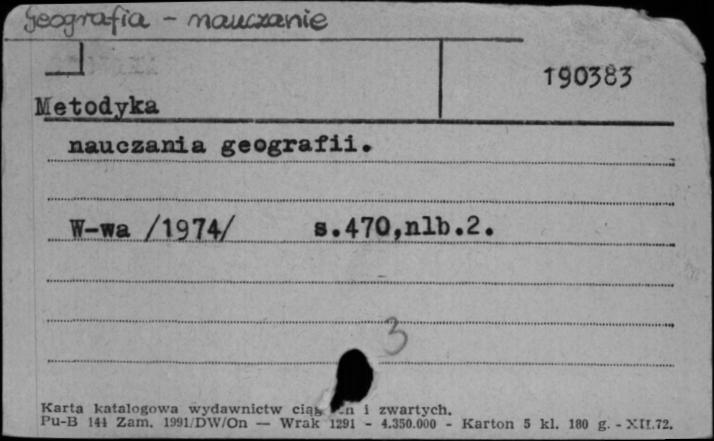 Geografia - nauczanie
190383
Metodyka
nauczania geografii.
W-wa /1974/ s.470,nlb.2.
3
Karta katalogowa wydawnictw i zwartych.
Pu-B 144 Zam. 1991/DW/On — Wrak 1291 - 4.350.000 - Karton 5 kl. 180 g. - XII.72.